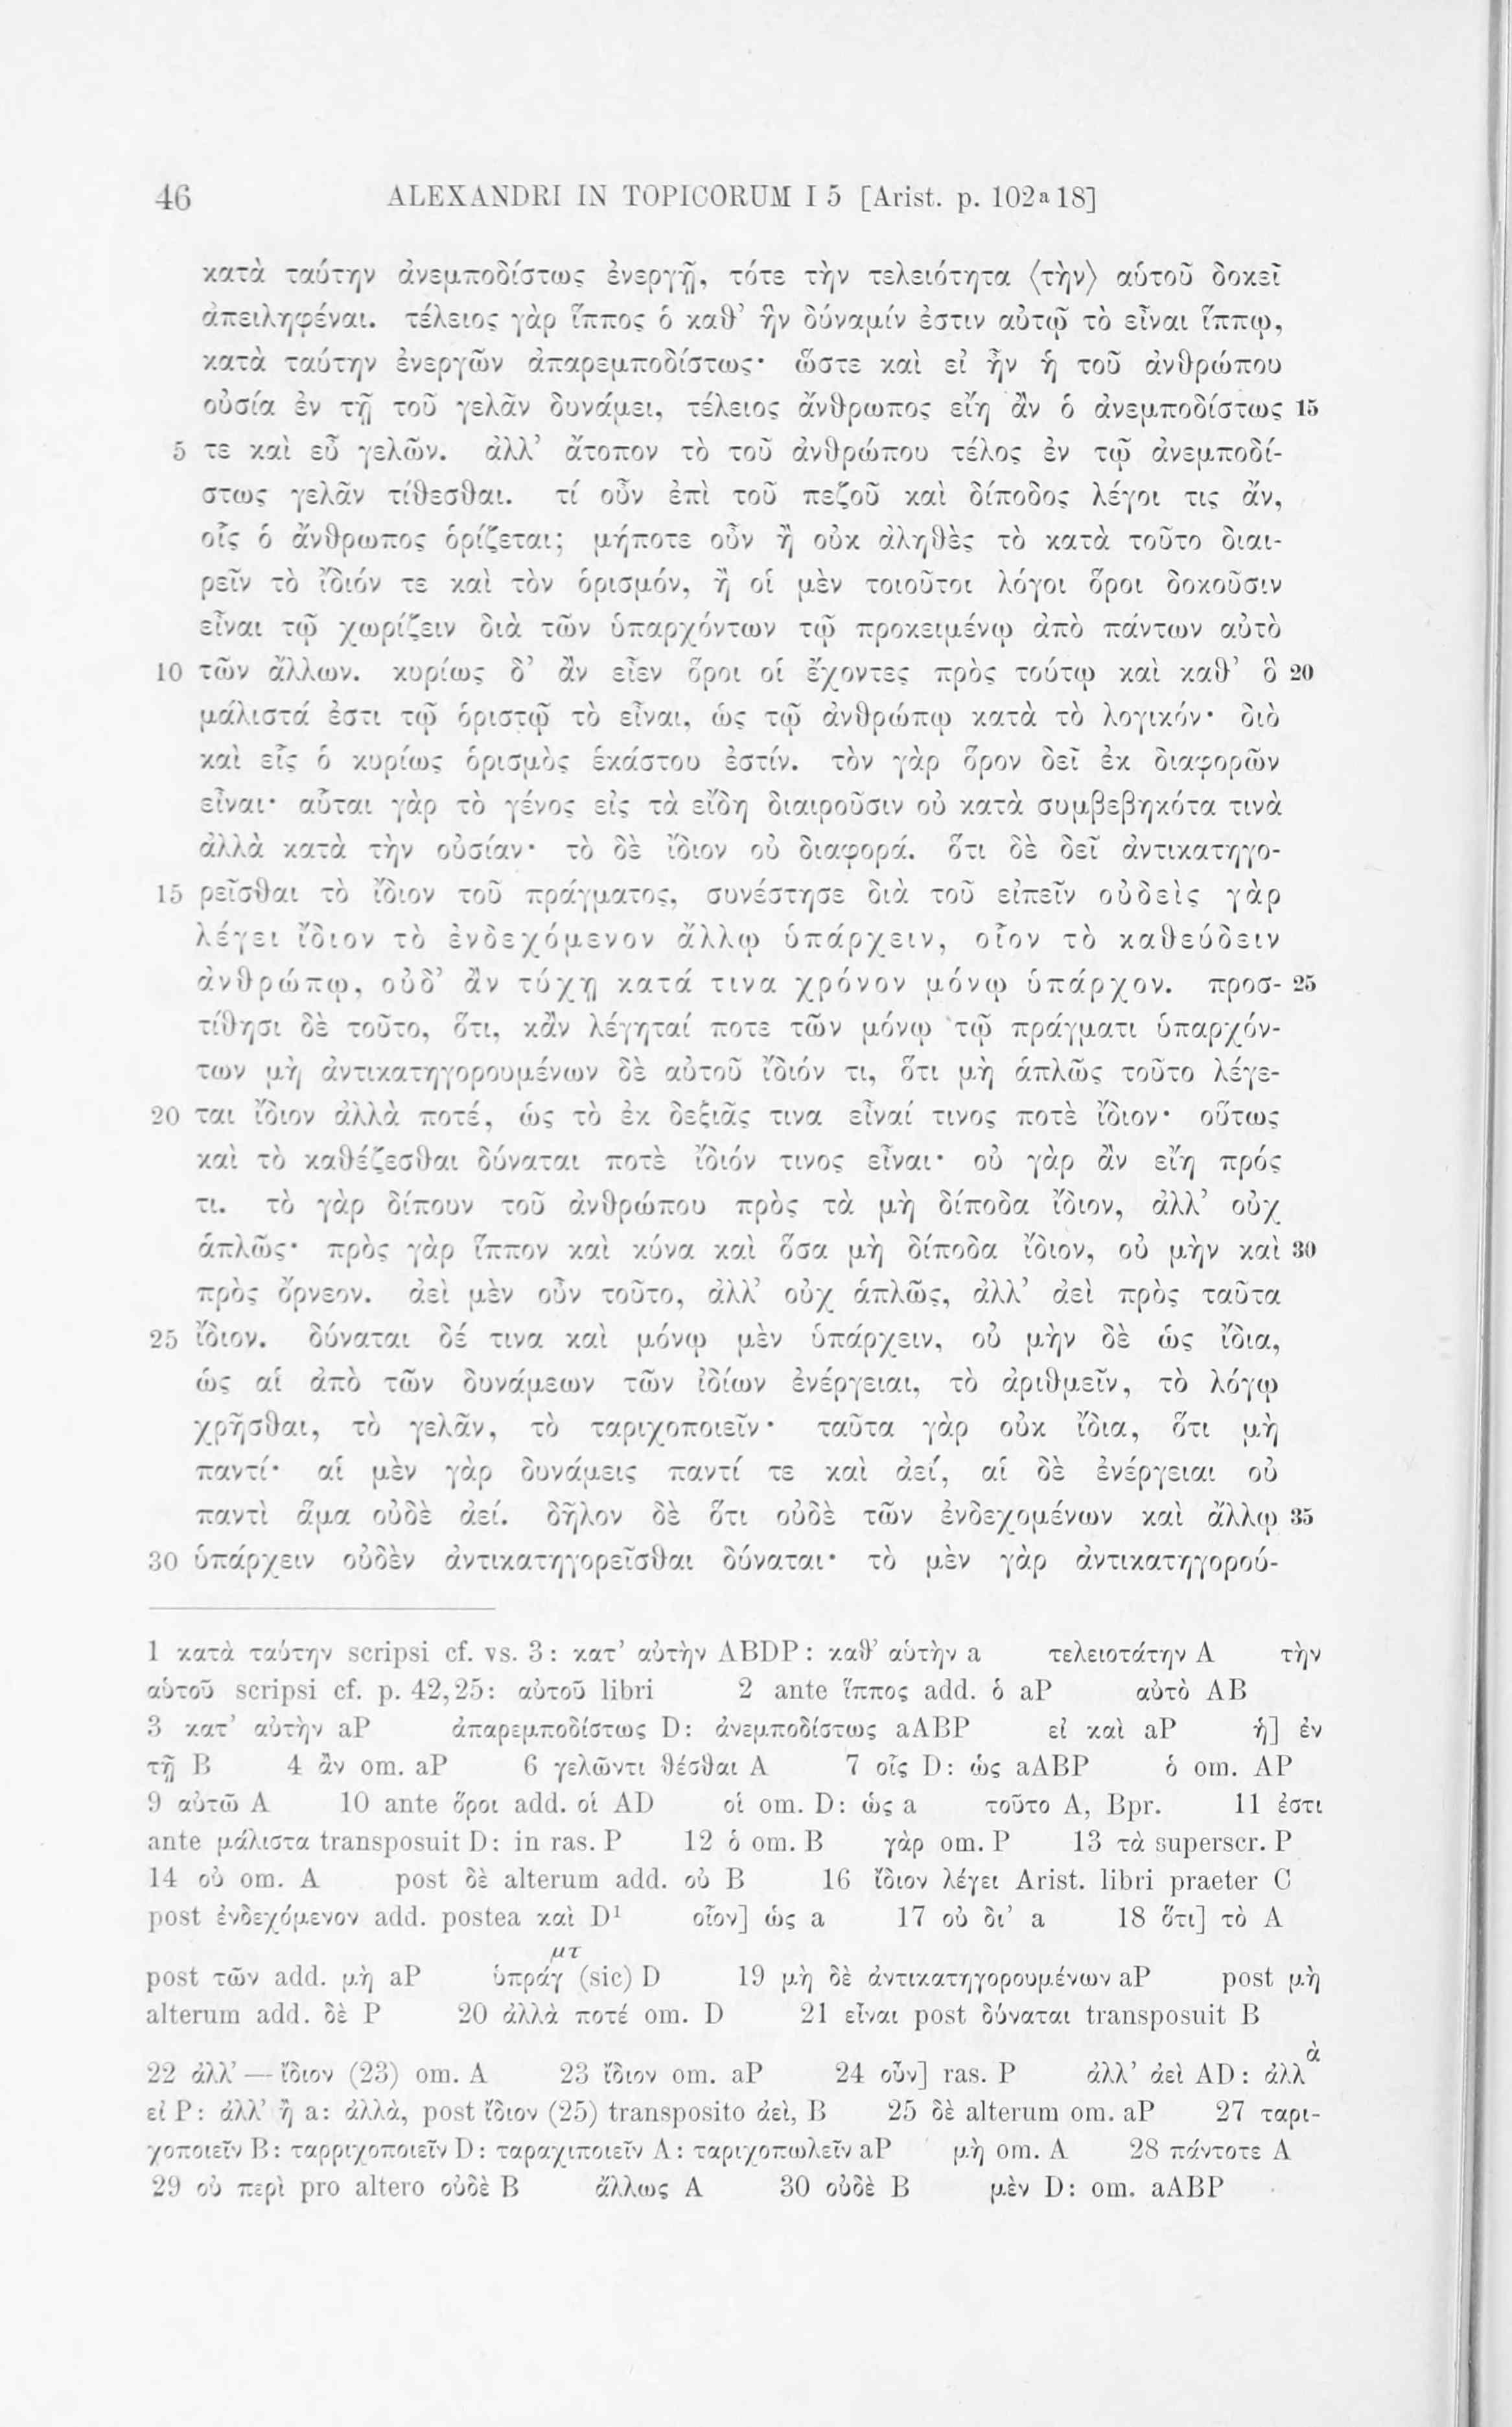 46 ALEXANDRI IN TOPICORUM I 5 [Arist. p. 102a18]
κατὰ ταύτην ἀνεμποδίστως ἐνεργῇ, τότε τὴν τελειότητα ⟨τὴν⟩ αὑτοῦ δοκεῖ
ἀπειληφέναι. τέλειος γὰρ ἵππος ὁ καθ’ ἣν δύναμίν ἐστιν αὐτῷ τὸ εἶναι ἵππῳ,
κατὰ ταύτην ἐνεργῶν ἀπαρεμποδίστως· ὥστε καὶ εἰ ἦν ἡ τοῦ ἀνθρώπου
οὐσία ἐν τῇ τοῦ γελᾶν δυνάμει, τέλειος ἄνθρωπος εἴη ἂν ὁ ἀνεμποδίστως 15
5 τε καὶ εὖ γελῶν. ἀλλ’ ἄτοπον τὸ τοῦ ἀνθρώπου τέλος ἐν τῷ ἀνεμποδί-
στως γελᾶν τίθεσθαι. τί οὖν ἐπὶ τοῦ πεζοῦ καὶ δίποδος λέγοι τις ἄν,
οἷς ὁ ἄνθρωπος ὁρίζεται; μήποτε οὖν ἢ οὐκ ἀληθὲς τὸ κατὰ τοῦτο διαι-
ρεῖν τὸ ἴδιόν τε καὶ τὸν ὁρισμόν, ἢ οἱ μὲν τοιοῦτοι λόγοι ὅροι δοκοῦσιν
εἶναι τῷ χωρίζειν διὰ τῶν ὑπαρχόντων τῷ προκειμένῳ ἀπὸ πάντων αὐτὸ
10 τῶν ἄλλων. κυρίως δ’ ἂν εἶεν ὅροι οἱ ἔχοντες πρὸς τούτῳ καὶ καθ’ ὃ 20
μάλιστά ἐστι τῷ ὁριστῷ τὸ εἶναι, ὡς τῷ ἀνθρώπῳ κατὰ τὸ λογικόν· διὸ
καὶ εἷς ὁ κυρίως ὁρισμὸς ἑκάστου ἐστίν. τὸν γὰρ ὅρον δεῖ ἐκ διαφορῶν
εἶναι· αὗται γὰρ τὸ γένος εἰς τὰ εἴδη διαιροῦσιν οὐ κατὰ συμβεβηκότα τινὰ
ἀλλὰ κατὰ τὴν οὐσίαν· τὸ δὲ ἴδιον οὐ διαφορά. ὅτι δὲ δεῖ ἀντικατηγο-
15 ρεῖσθαι τὸ ἴδιον τοῦ πράγματος, συνέστησε διὰ τοῦ εἰπεῖν οὐδεὶς γὰρ
λέγει ἴδιον τὸ ἐνδεχόμενον ἄλλῳ ὑπάρχειν, οἷον τὸ καθεύδειν
ἀνθρώπῳ, οὐδ’ ἂν τύχῃ κατά τινα χρόνον μόνῳ ὑπάρχον. προσ- 25
τίθησι δὲ τοῦτο, ὅτι, κἂν λέγηταί ποτε τῶν μόνῳ τῷ πράγματι ὑπαρχόν-
των μὴ ἀντικατηγορουμένων δὲ αὐτοῦ ἴδιόν τι, ὅτι μὴ ἁπλῶς τοῦτο λέγε-
20 ται ἴδιον ἀλλὰ ποτέ, ὡς τὸ ἐκ δεξιᾶς τινα εἶναί τινος ποτὲ ἴδιον· οὕτως
καὶ τὸ καθέζεσθαι δύναται ποτὲ ἴδιόν τινος εἶναι· οὐ γὰρ ἂν εἴη πρός
τι. τὸ γὰρ δίπουν τοῦ ἀνθρώπου πρὸς τὰ μὴ δίποδα ἴδιον, ἀλλ’ οὐχ
ἁπλῶς· πρὸς γὰρ ἵππον καὶ κύνα καὶ ὅσα μὴ δίποδα ἴδιον, οὐ μὴν καὶ 30
πρὸς ὄρνεον. ἀεὶ μὲν οὖν τοῦτο, ἀλλ’ οὐχ ἁπλῶς, ἀλλ’ ἀεὶ πρὸς ταῦτα
25 ἴδιον. δύναται δέ τινα καὶ μόνῳ μὲν ὑπάρχειν, οὐ μὴν δὲ ὡς ἴδια,
ὡς αἱ ἀπὸ τῶν δυνάμεων τῶν ἰδίων ἐνέργειαι, τὸ ἀριθμεῖν, τὸ λόγῳ
χρῆσθαι, τὸ γελᾶν, τὸ ταριχοποιεῖν· ταῦτα γὰρ οὐκ ἴδια, ὅτι μὴ
παντί· αἱ μὲν γὰρ δυνάμεις παντί τε καὶ ἀεί, αἱ δὲ ἐνέργειαι οὐ
παντὶ ἅμα οὐδὲ ἀεί. δῆλον δὲ ὅτι οὐδὲ τῶν ἐνδεχομένων καὶ ἄλλῳ 35
30 ὑπάρχειν οὐδὲν ἀντικατηγορεῖσθαι δύναται· τὸ μὲν γὰρ ἀντικατηγορού-
1 κατὰ ταύτην scripsi cf. vs. 3: κατ’ αὐτὴν ABDP: καθ’ αὑτὴν a τελειοτάτην A τὴν
αὑτοῦ scripsi cf. p. 42,25: αὐτοῦ libri 2 ante ἵππος add. ὁ aP αὐτὸ AB
3 κατ’ αὐτὴν aP ἀπαρεμποδίστως D: ἀνεμποδίστως aABP εἰ καὶ aP ἡ] ἐν
τῇ B 4 ἂν om. aP 6 γελῶντι θέσθαι A 7 οἷς D: ὡς aABP ὁ om. AP
9 αὐτῶ A 10 ante ὅροι add. οἱ AD οἱ om. D: ὡς a τοῦτο A, Bpr. 11 ἐστι
ante μάλιστα transposuit D: in ras. P 12 ὁ om. B γὰρ om. P 13 τὰ superscr. P
14 οὐ om. A post δὲ alterum add. οὐ B 16 ἴδιον λέγει Arist. libri praeter C
post ἐνδεχόμενον add. postea καὶ D¹ οἷον] ὡς a 17 οὐ δι’ a 18 ὅτι] τὸ A
post τῶν add. μὴ aP ὑπράγμτ (sic) D 19 μὴ δὲ ἀντικατηγορουμένων aP post μὴ
alterum add. δὲ P 20 ἀλλὰ ποτέ om. D 21 εἶναι post δύναται transposuit B
22 ἀλλ’ — ἴδιον (23) om. A 23 ἴδιον om. aP 24 οὖν] ras. P ἀλλ’ ἀεὶ AD: ἀλλὰ
εἰ P: ἀλλ’ ἢ a: ἀλλὰ, post ἴδιον (25) transposito ἀεὶ, B 25 δὲ alterum om. aP 27 ταρι-
χοποιεῖν B: ταρριχοποιεῖν D: ταραχιποιεῖν A: ταριχοπωλεῖν aP μὴ om. A 28 πάντοτε A
29 οὐ περὶ pro altero οὐδὲ B ἄλλως A 30 οὐδὲ B μὲν D: om. aABP